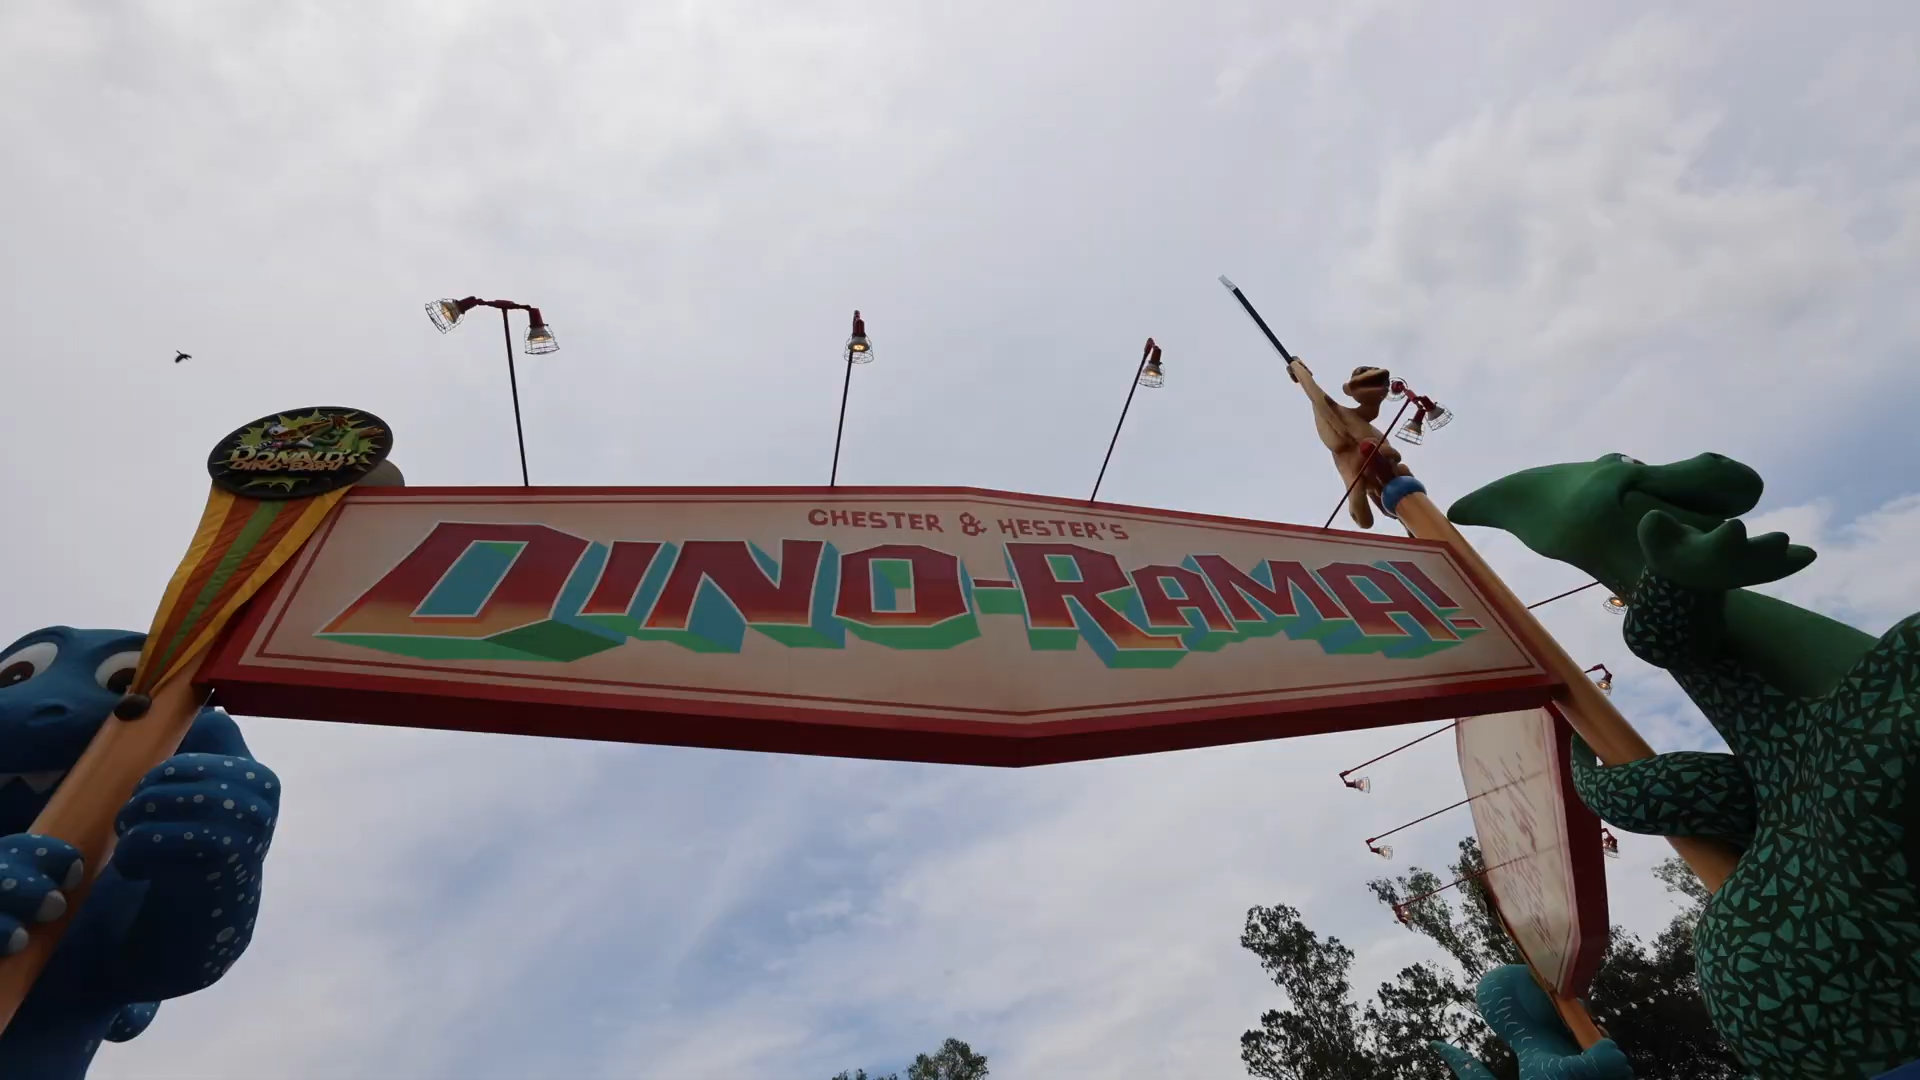 DONALD'S
DINO-BASH!
CHESTER & HESTER'S
DINO-RAMA!